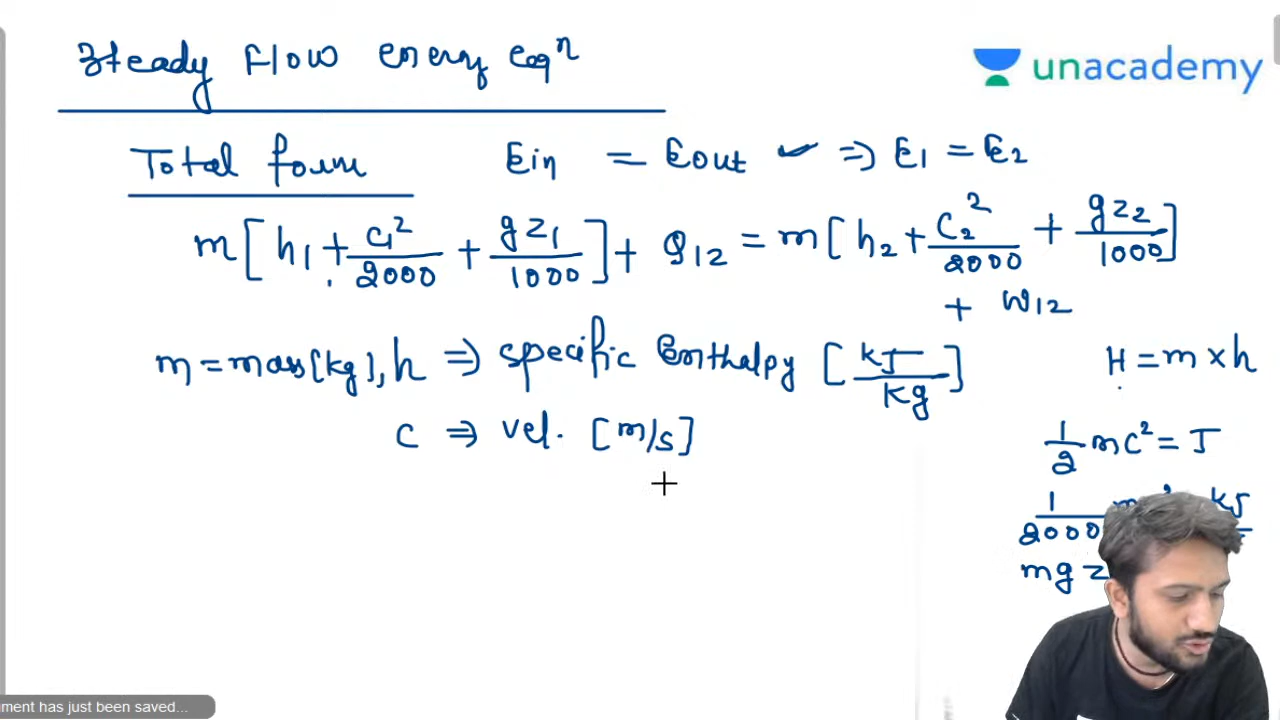 Steady Flow energy eqⁿ
unacademy
Total form Ein = Eout ✓ ⇒ E1 = E2
m[h1 + c1²/2000 + gz1/1000] + Q12 = m[h2 + C2²/2000 + gz2/1000]
+ W12
m = mass[kg], h ⇒ specific Enthalpy [kJ/kg]
H = m × h
c ⇒ vel. [m/s]
1/2 mc² = J
1/2000 kJ
mgz
ment has just been saved...